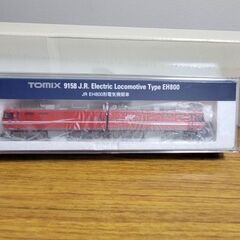 TOMIX 9158 J.R. Electric Locomotive Type EH800
JR EH800形電気機関車